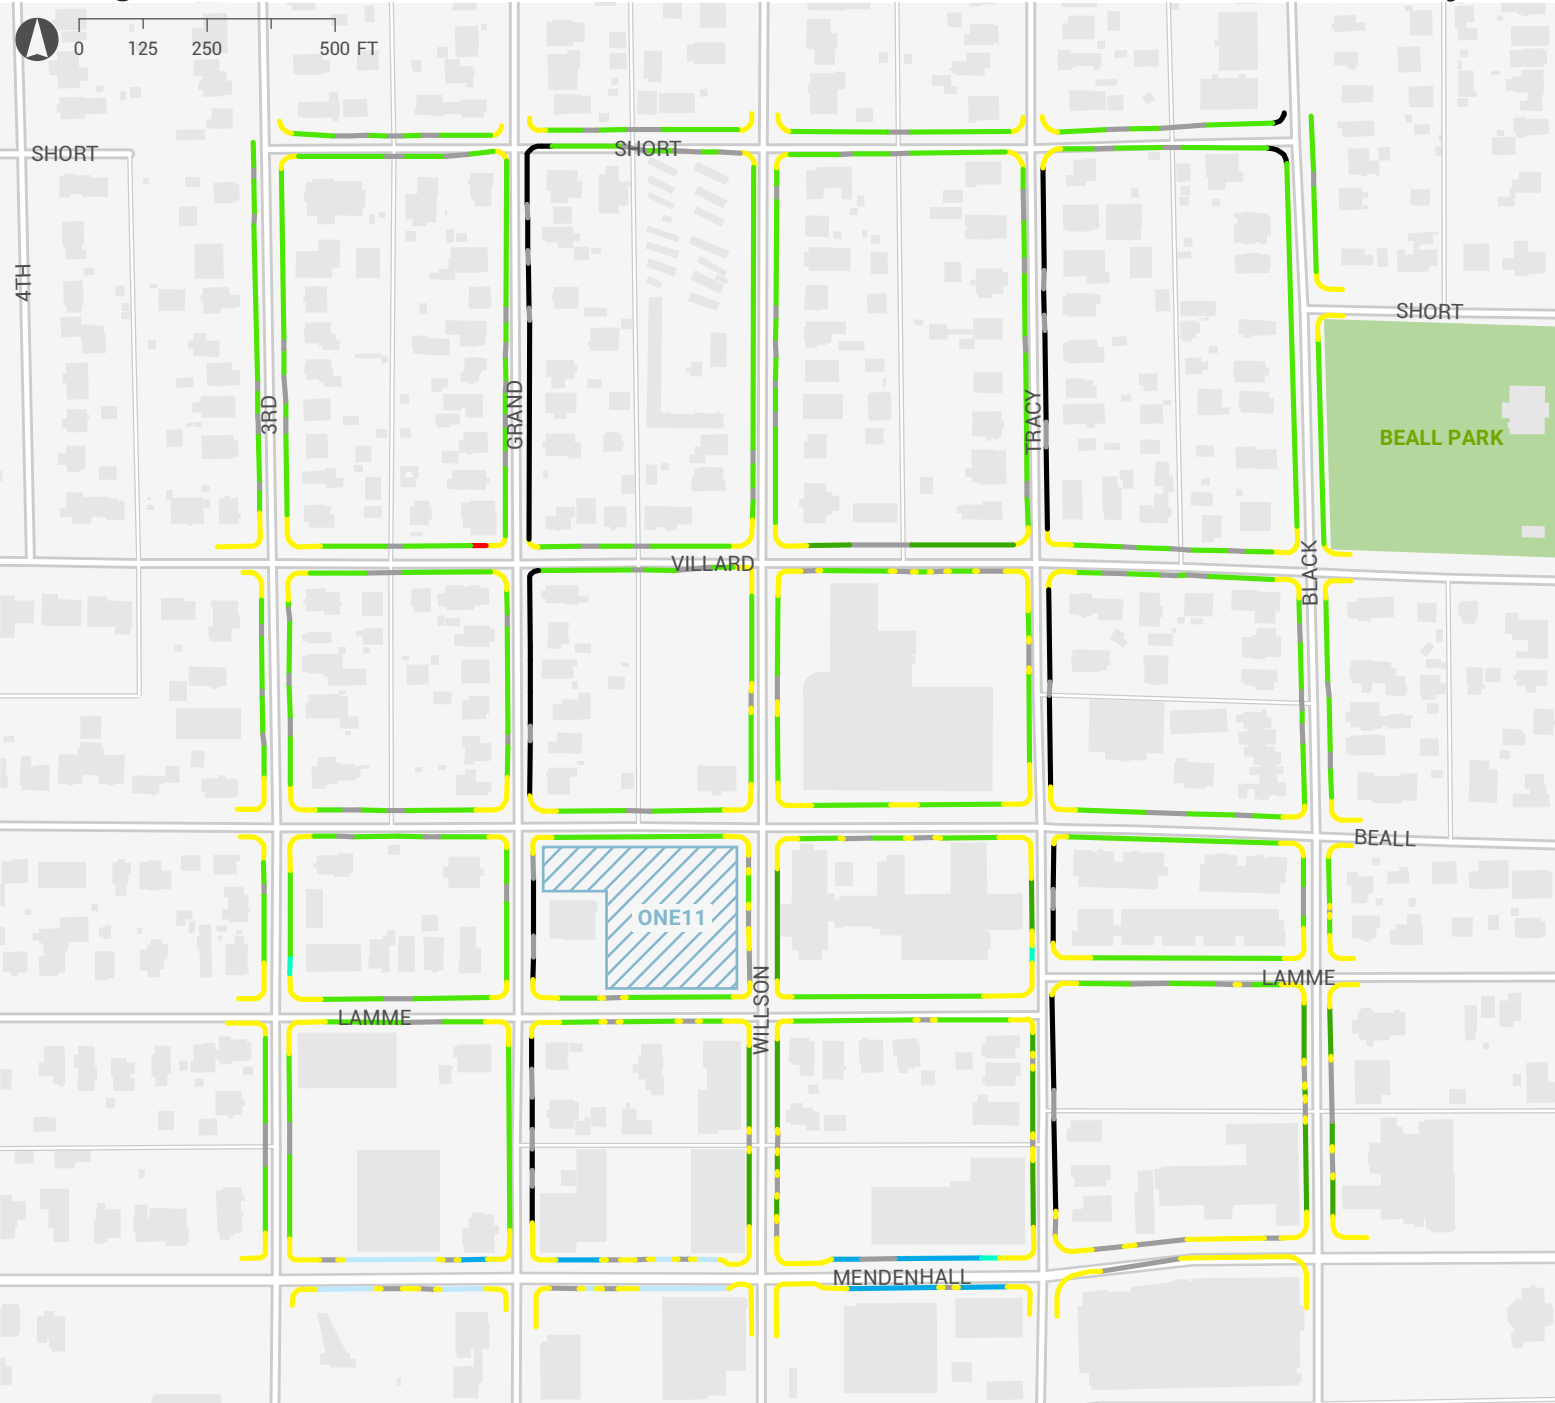 0 125 250 500 FT
SHORT
SHORT
4TH
SHORT
3RD
GRAND
TRACY
BEALL PARK
VILLARD
BLACK
BEALL
ONE11
LAMME
WILLSON
LAMME
MENDENHALL